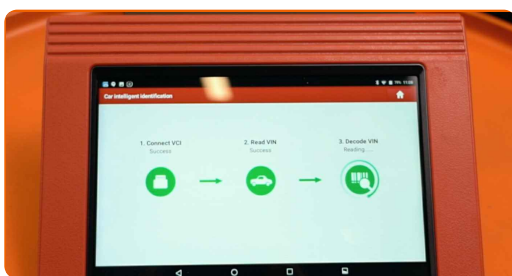 Car intelligent identification
1. Connect VCI
Success
2. Read VIN
Success
3. Decode VIN
Reading....